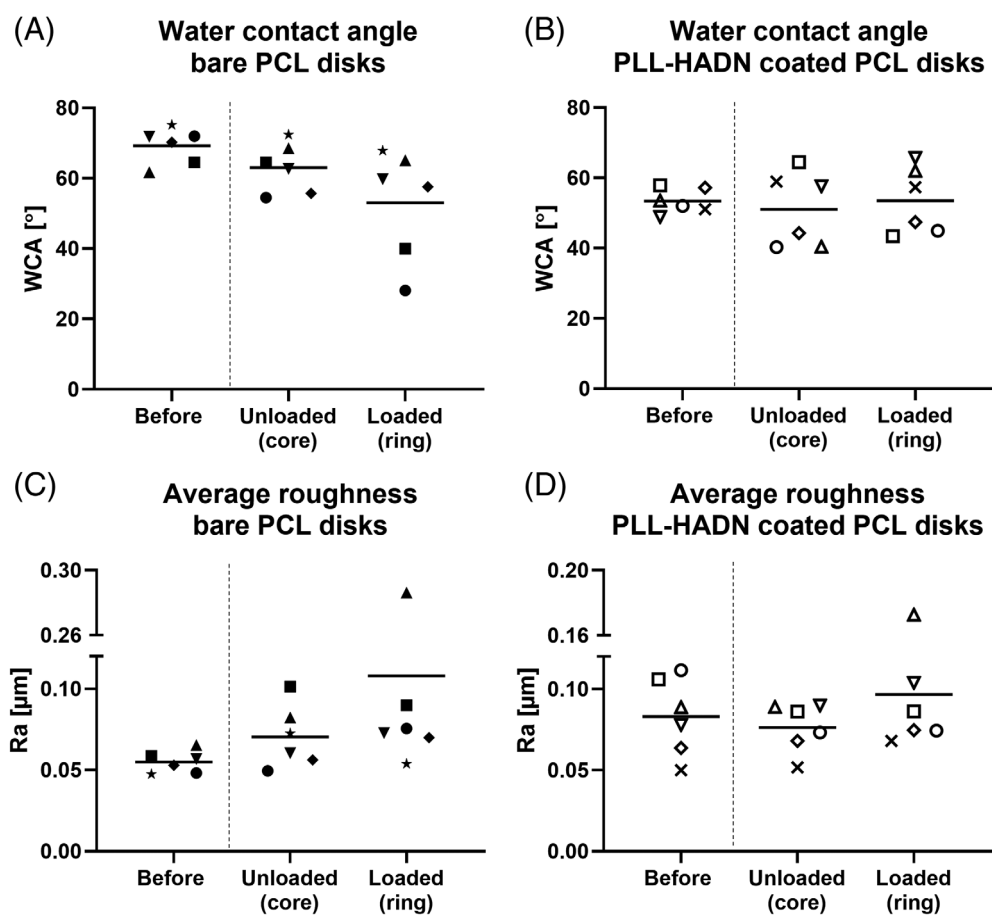 (A) Water contact angle
bare PCL disks
WCA [°]
80
60
40
20
0
Before
Unloaded
(core)
Loaded
(ring)
(B) Water contact angle
PLL-HADN coated PCL disks
WCA [°]
80
60
40
20
0
Before
Unloaded
(core)
Loaded
(ring)
(C) Average roughness
bare PCL disks
Ra [µm]
0.30
0.26
0.10
0.05
0.00
Before
Unloaded
(core)
Loaded
(ring)
(D) Average roughness
PLL-HADN coated PCL disks
Ra [µm]
0.20
0.16
0.10
0.05
0.00
Before
Unloaded
(core)
Loaded
(ring)